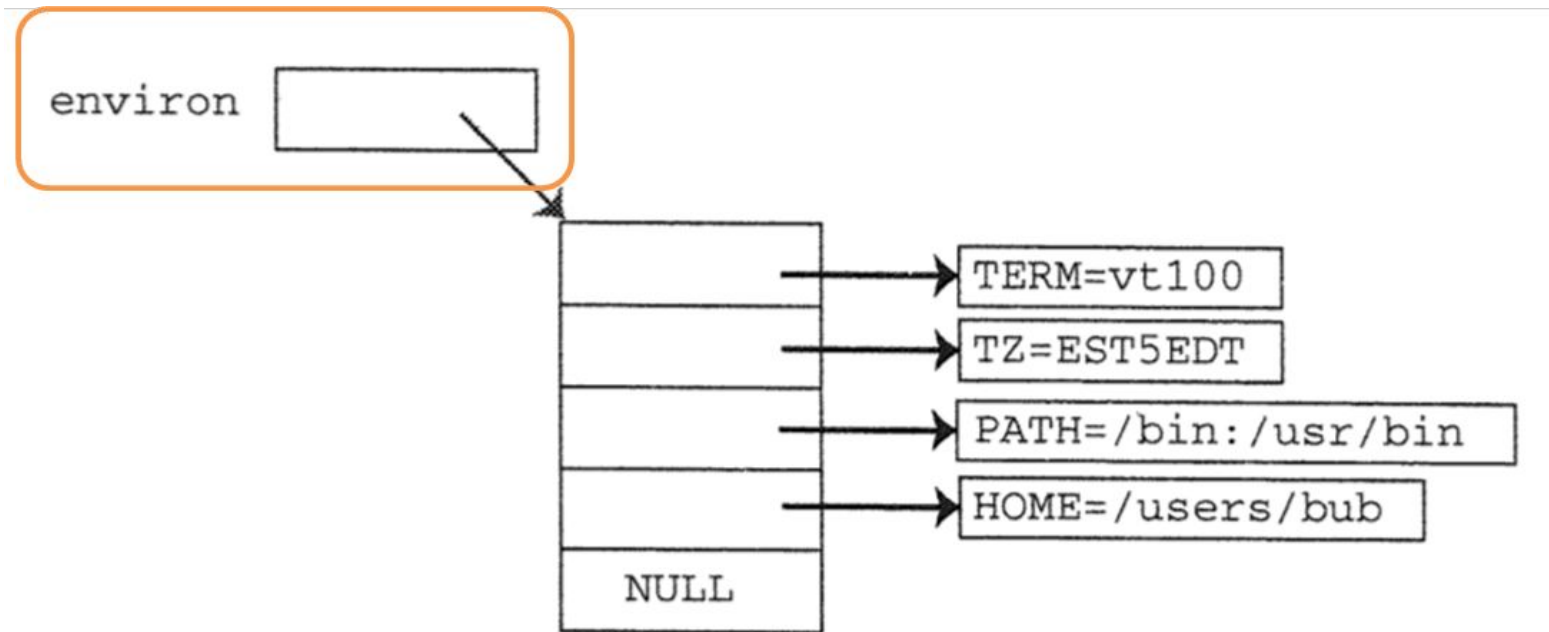 environ
TERM=vt100
TZ=EST5EDT
PATH=/bin:/usr/bin
HOME=/users/bub
NULL